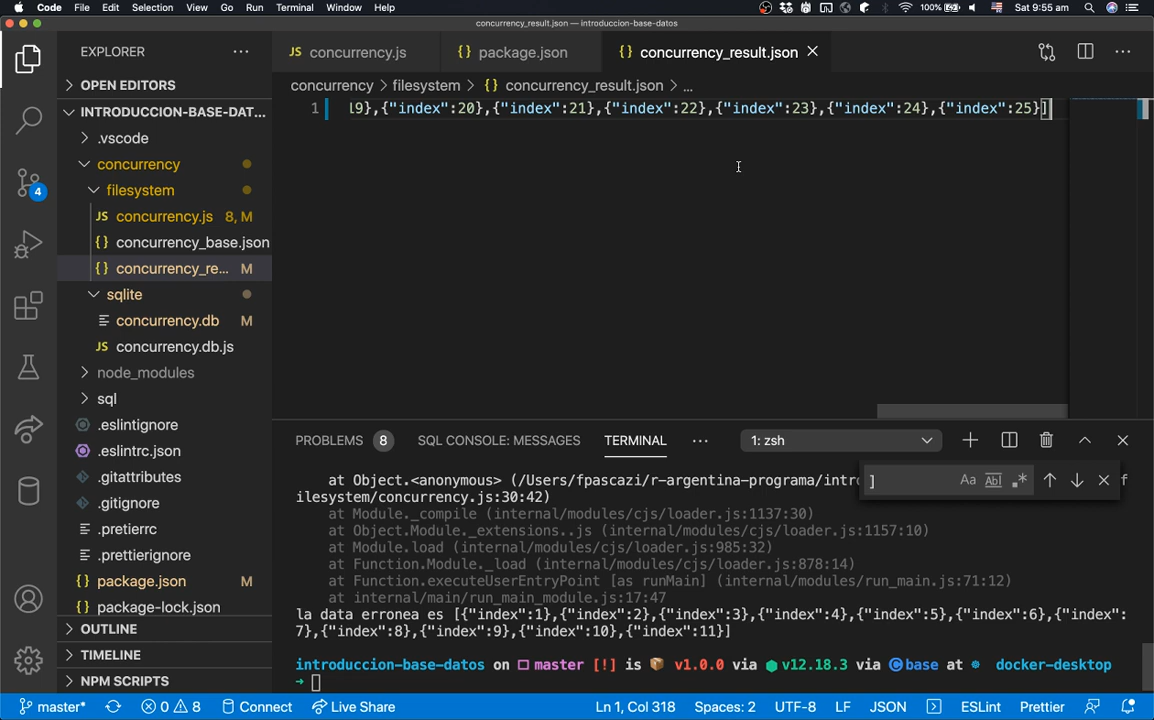 Code File Edit Selection View Go Run Terminal Window Help 100% Sat 9:55 am
concurrency_result.json — introduccion-base-datos
EXPLORER
JS concurrency.js
{} package.json
{} concurrency_result.json
concurrency > filesystem > {} concurrency_result.json > ...
1 l9},{"index":20},{"index":21},{"index":22},{"index":23},{"index":24},{"index":25}]
OPEN EDITORS
INTRODUCCION-BASE-DAT...
.vscode
concurrency
filesystem
JS concurrency.js 8, M
{} concurrency_base.json
{} concurrency_re... M
sqlite
concurrency.db M
JS concurrency.db.js
node_modules
sql
.eslintignore
.eslintrc.json
.gitattributes
.gitignore
.pretierrc
.prettierignore
{} package.json M
{} package-lock.json
OUTLINE
TIMELINE
NPM SCRIPTS
4
PROBLEMS 8 SQL CONSOLE: MESSAGES TERMINAL ... 1: zsh
] Aa Abl .*
at Object.<anonymous> (/Users/fpascazi/r-argentina-programa/intro f
ilesystem/concurrency.js:30:42)
at Module._compile (internal/modules/cjs/loader.js:1137:30)
at Object.Module._extensions..js (internal/modules/cjs/loader.js:1157:10)
at Module.load (internal/modules/cjs/loader.js:985:32)
at Function.Module._load (internal/modules/cjs/loader.js:878:14)
at Function.executeUserEntryPoint [as runMain] (internal/modules/run_main.js:71:12)
at internal/main/run_main_module.js:17:47
la data erronea es [{"index":1},{"index":2},{"index":3},{"index":4},{"index":5},{"index":6},{"index":
7},{"index":8},{"index":9},{"index":10},{"index":11}]
introduccion-base-datos on master [!] is v1.0.0 via v12.18.3 via base at docker-desktop
→
master* 0 8 Connect Live Share Ln 1, Col 318 Spaces: 2 UTF-8 LF JSON ESLint Prettier